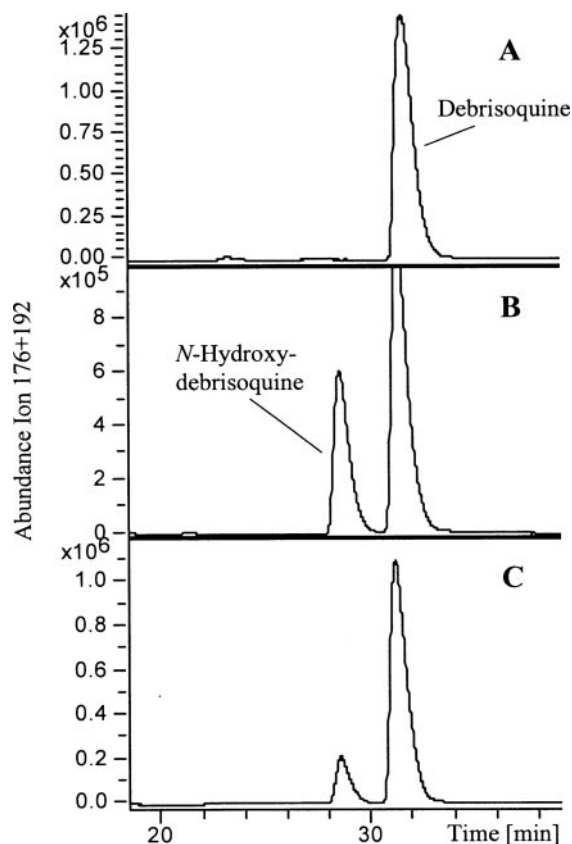 x10⁶
A
1.25
Debrisoquine
1.00
0.75
0.50
0.25
0.00
x10⁵
B
8
N-Hydroxy-
debrisoquine
6
4
2
0
Abundance Ion 176+192
x10⁶
C
1.0
0.8
0.6
0.4
0.2
0.0
20 30 Time [min]